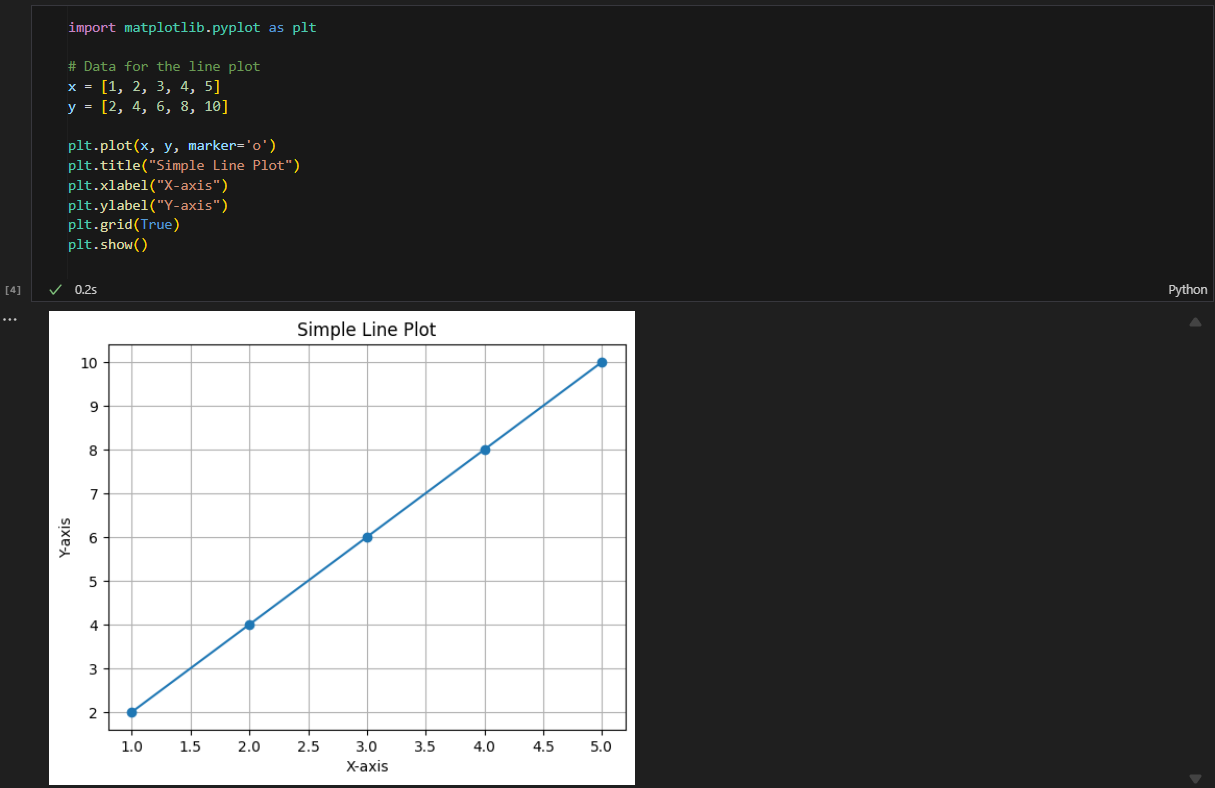 import matplotlib.pyplot as plt
# Data for the line plot
x = [1, 2, 3, 4, 5]
y = [2, 4, 6, 8, 10]
plt.plot(x, y, marker='o')
plt.title("Simple Line Plot")
plt.xlabel("X-axis")
plt.ylabel("Y-axis")
plt.grid(True)
plt.show()
[4] 0.2s Python
...
Simple Line Plot
10
9
8
7
6
5
4
3
2
Y-axis
1.0 1.5 2.0 2.5 3.0 3.5 4.0 4.5 5.0
X-axis